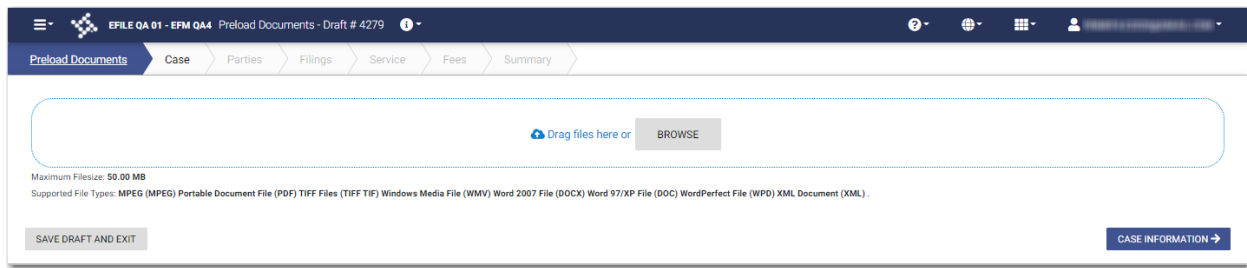 EFILE QA 01 - EFM QA4 Preload Documents - Draft # 4279
Preload Documents Case Parties Filings Service Fees Summary
Drag files here or BROWSE
Maximum Filesize: 50.00 MB
Supported File Types: MPEG (MPEG) Portable Document File (PDF) TIFF Files (TIFF TIF) Windows Media File (WMV) Word 2007 File (DOCX) Word 97/XP File (DOC) WordPerfect File (WPD) XML Document (XML) .
SAVE DRAFT AND EXIT CASE INFORMATION